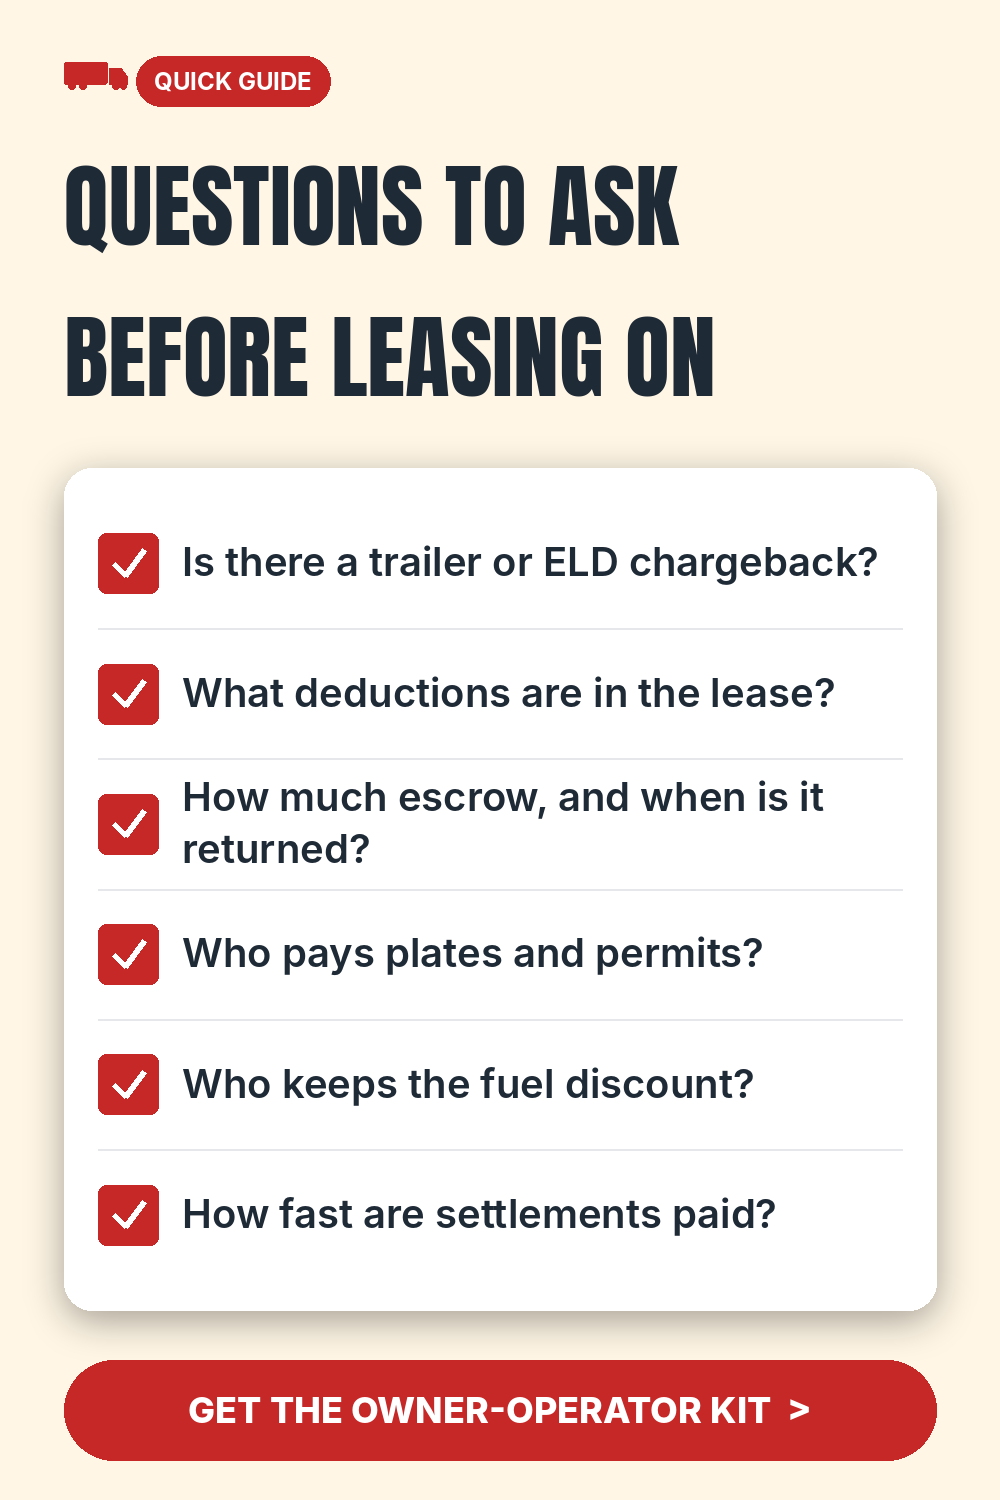 QUICK GUIDE
QUESTIONS TO ASK
BEFORE LEASING ON
Is there a trailer or ELD chargeback?
What deductions are in the lease?
How much escrow, and when is it
returned?
Who pays plates and permits?
Who keeps the fuel discount?
How fast are settlements paid?
GET THE OWNER-OPERATOR KIT >